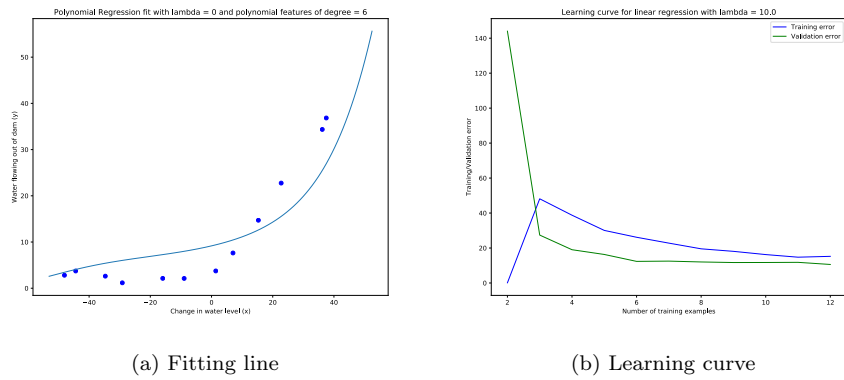 Polynomial Regression fit with lambda = 0 and polynomial features of degree = 6
Water flowing out of dam (y)
50
40
30
20
10
0
−40
−20
0
20
40
Change in water level (x)
(a) Fitting line
Learning curve for linear regression with lambda = 10.0
Training error
Validation error
Training/Validation error
140
120
100
80
60
40
20
0
2
4
6
8
10
12
Number of training examples
(b) Learning curve